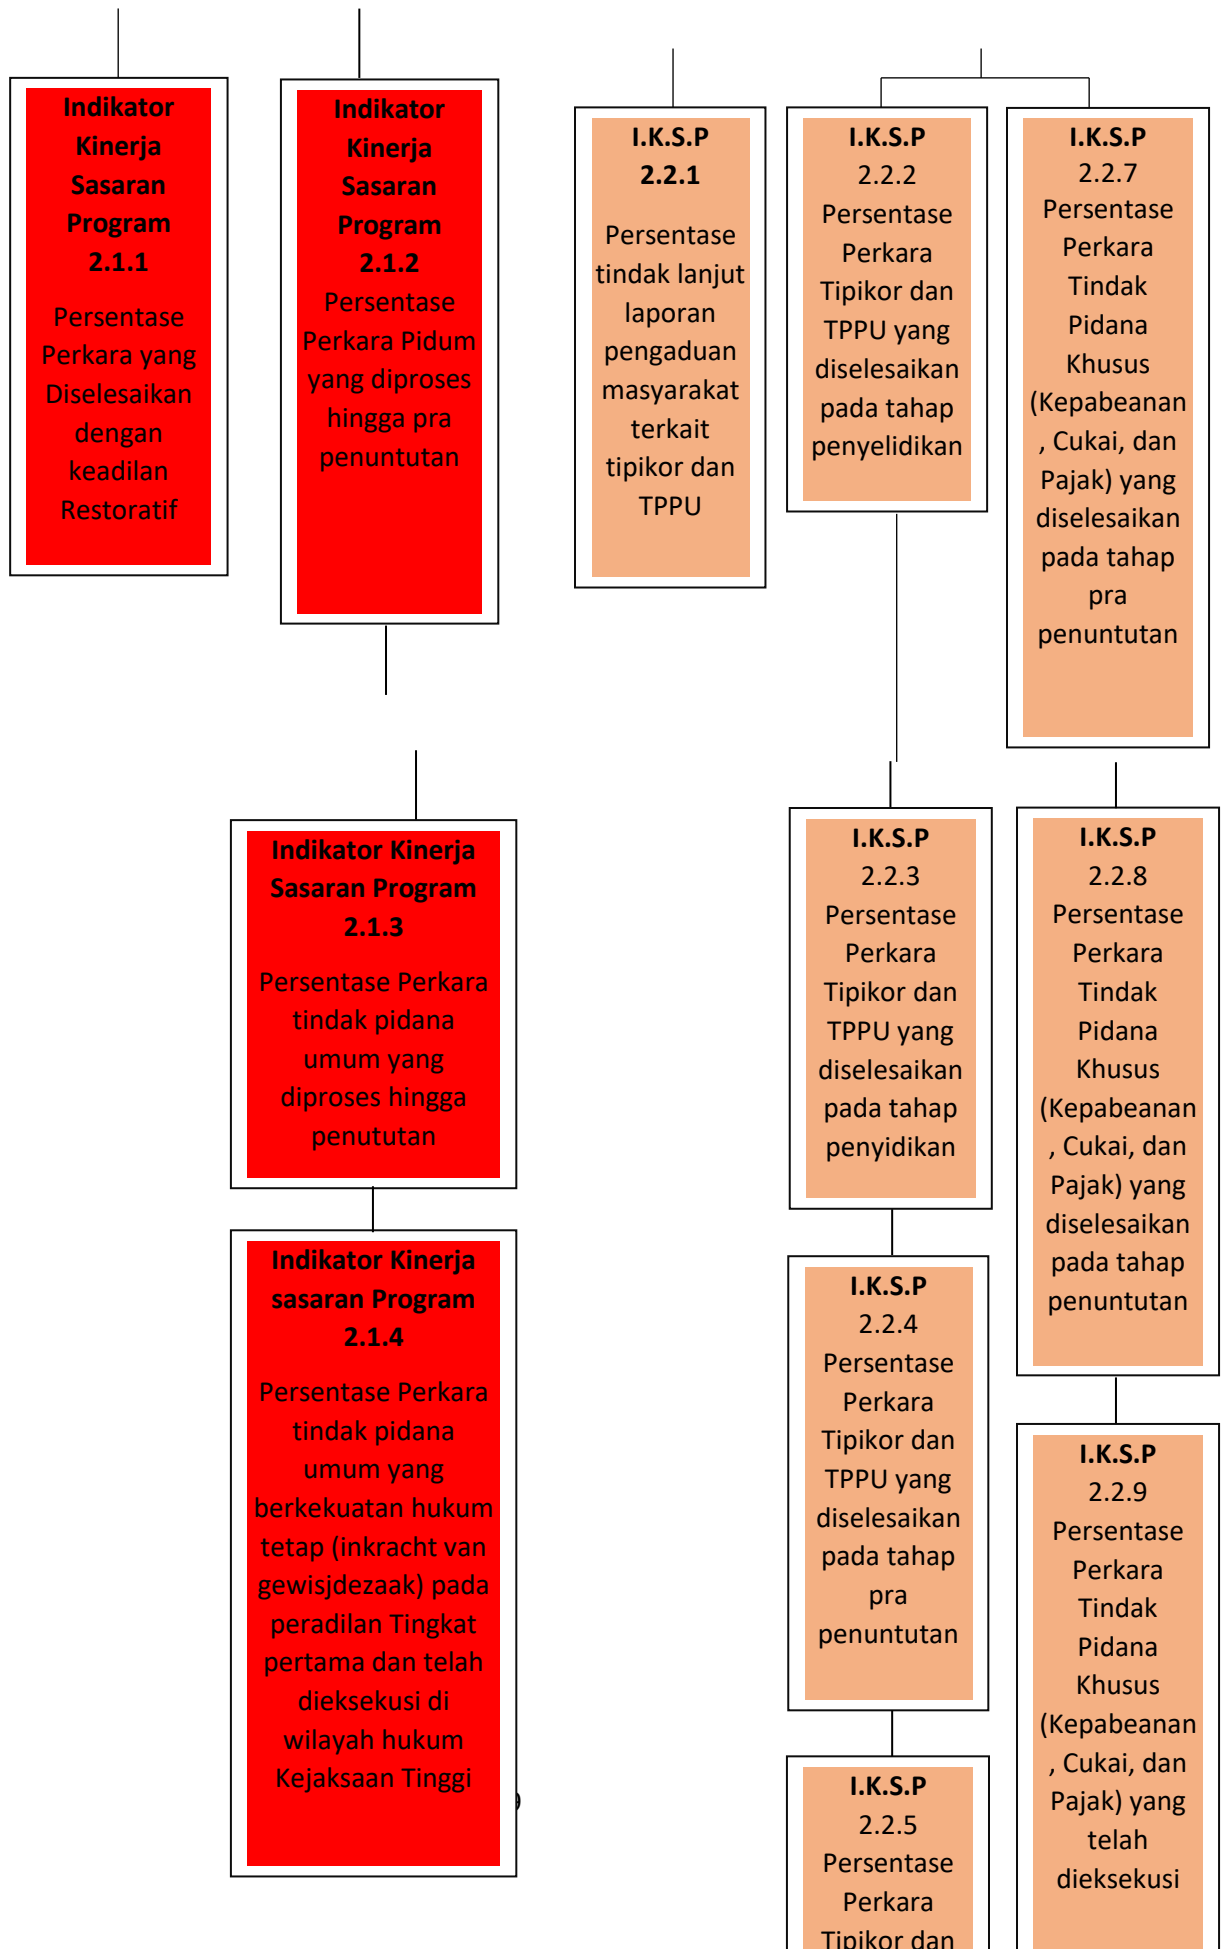 Indikator
Kinerja
Sasaran
Program
2.1.1
Persentase
Perkara yang
Diselesaikan
dengan
keadilan
Restoratif
Indikator
Kinerja
Sasaran
Program
2.1.2
Persentase
Perkara Pidum
yang diproses
hingga pra
penuntutan
I.K.S.P
2.2.1
Persentase
tindak lanjut
laporan
pengaduan
masyarakat
terkait
tipikor dan
TPPU
I.K.S.P
2.2.2
Persentase
Perkara
Tipikor dan
TPPU yang
diselesaikan
pada tahap
penyelidikan
I.K.S.P
2.2.7
Persentase
Perkara
Tindak
Pidana
Khusus
(Kepabeanan
, Cukai, dan
Pajak) yang
diselesaikan
pada tahap
pra
penuntutan
Indikator Kinerja
Sasaran Program
2.1.3
Persentase Perkara
tindak pidana
umum yang
diproses hingga
penututan
I.K.S.P
2.2.3
Persentase
Perkara
Tipikor dan
TPPU yang
diselesaikan
pada tahap
penyidikan
I.K.S.P
2.2.8
Persentase
Perkara
Tindak
Pidana
Khusus
(Kepabeanan
, Cukai, dan
Pajak) yang
diselesaikan
pada tahap
penuntutan
Indikator Kinerja
sasaran Program
2.1.4
Persentase Perkara
tindak pidana
umum yang
berkekuatan hukum
tetap (inkracht van
gewisjdezaak) pada
peradilan Tingkat
pertama dan telah
dieksekusi di
wilayah hukum
Kejaksaan Tinggi
I.K.S.P
2.2.4
Persentase
Perkara
Tipikor dan
TPPU yang
diselesaikan
pada tahap
pra
penuntutan
I.K.S.P
2.2.9
Persentase
Perkara
Tindak
Pidana
Khusus
(Kepabeanan
, Cukai, dan
Pajak) yang
telah
dieksekusi
I.K.S.P
2.2.5
Persentase
Perkara
Tipikor dan